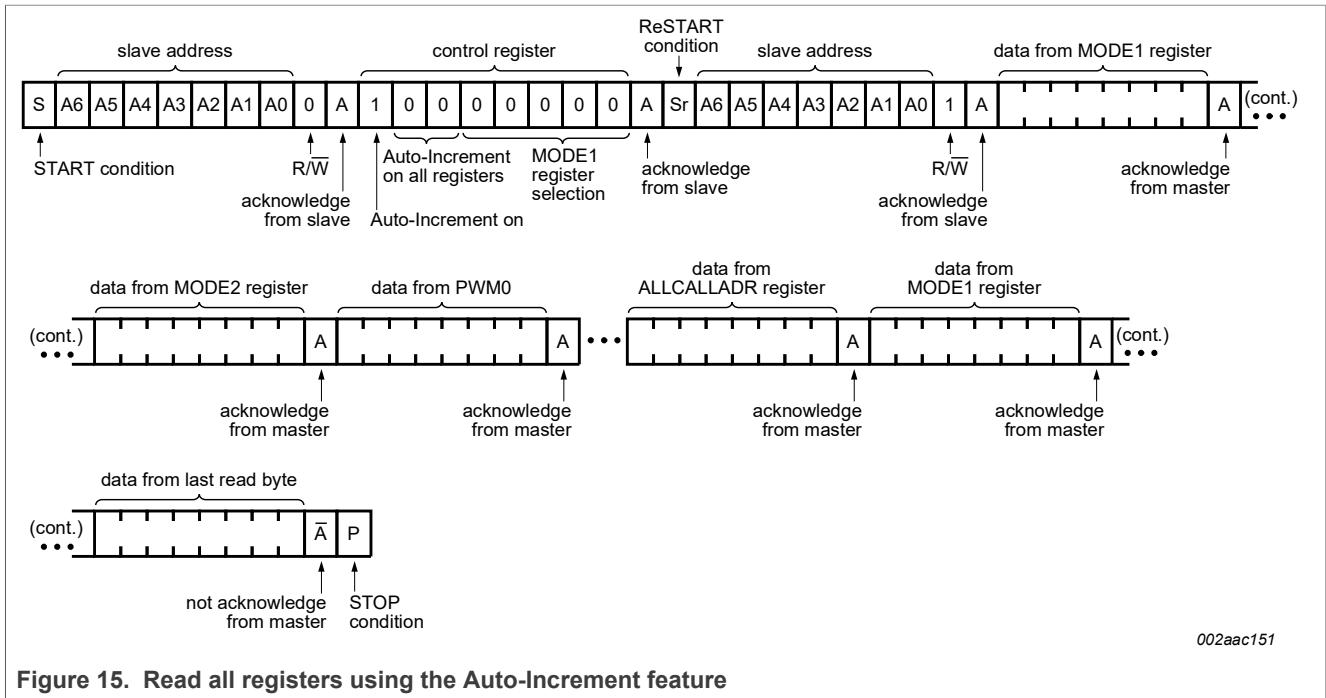 ReSTART
condition
slave address
control register
slave address
data from MODE1 register
S A6 A5 A4 A3 A2 A1 A0 0 A 1 0 0 0 0 0 0 0 A Sr A6 A5 A4 A3 A2 A1 A0 1 A A (cont.)
START condition
R/W̅
acknowledge
from slave
Auto-Increment
on all registers
Auto-Increment on
MODE1
register
selection
acknowledge
from slave
R/W̅
acknowledge
from slave
acknowledge
from master
data from MODE2 register
data from PWM0
data from
ALLCALLADR register
data from
MODE1 register
(cont.) A A A A (cont.)
acknowledge
from master
acknowledge
from master
acknowledge
from master
acknowledge
from master
data from last read byte
(cont.) A̅ P
not acknowledge
from master
STOP
condition
002aac151
Figure 15. Read all registers using the Auto-Increment feature